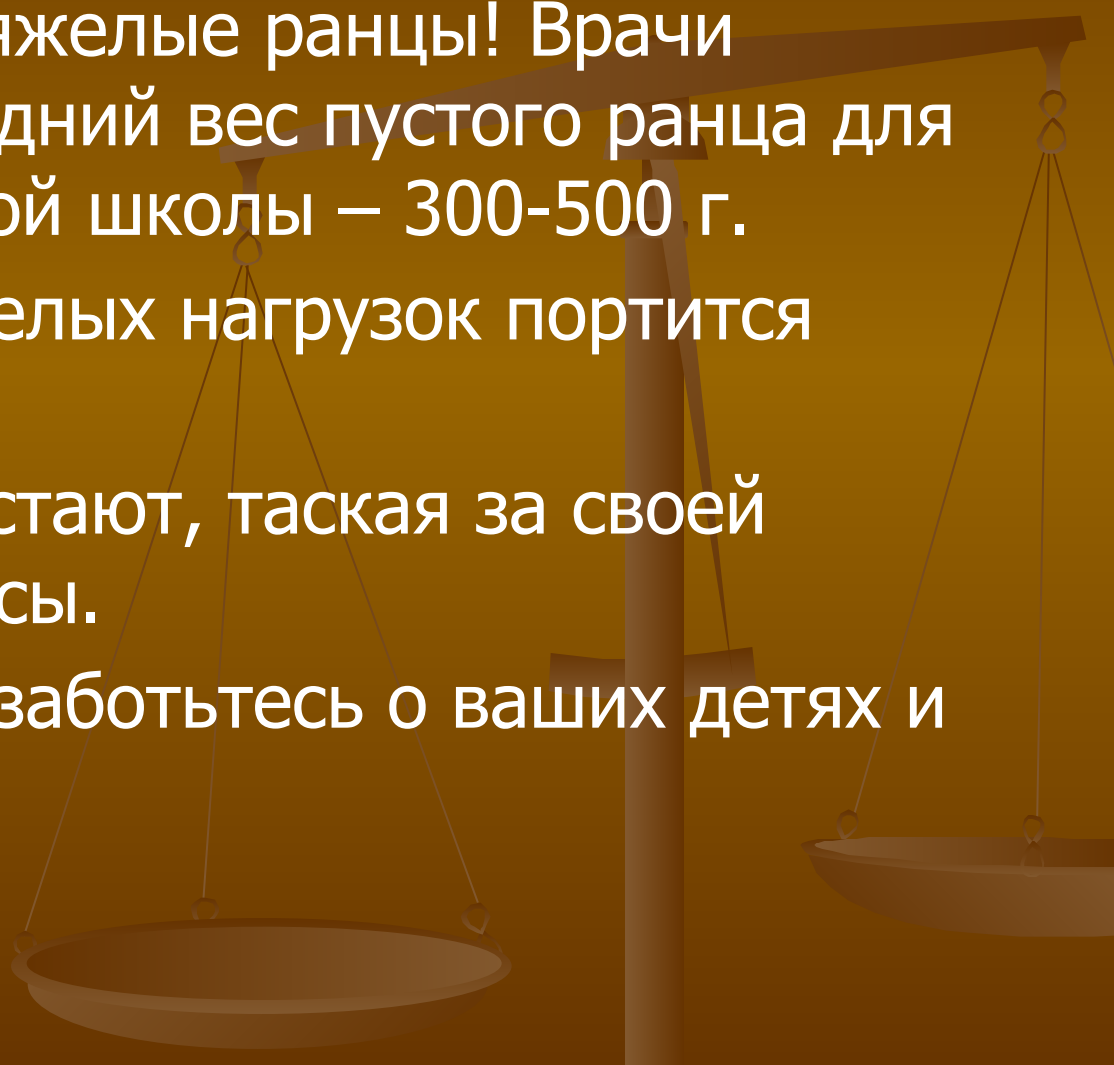 яжелые ранцы! Врачи
дний вес пустого ранца для
ой школы – 300-500 г.
елых нагрузок портится
стают, таская за своей
сы.
заботьтесь о ваших детях и